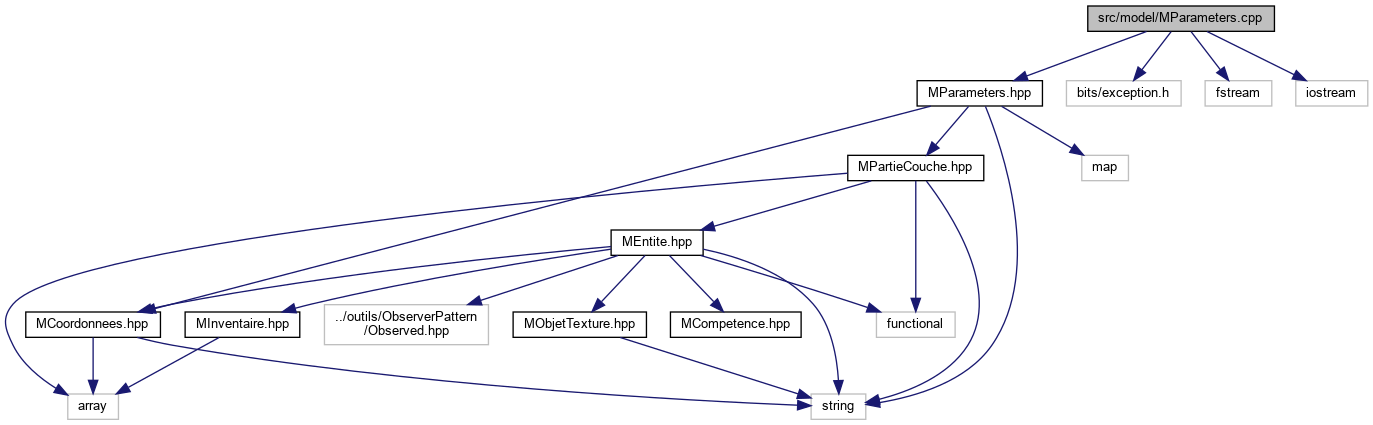 src/model/MParameters.cpp
MParameters.hpp
bits/exception.h
fstream
iostream
MPartieCouche.hpp
map
MEntite.hpp
MCoordonnees.hpp
MInventaire.hpp
../outils/ObserverPattern
/Observed.hpp
MObjetTexture.hpp
MCompetence.hpp
functional
array
string